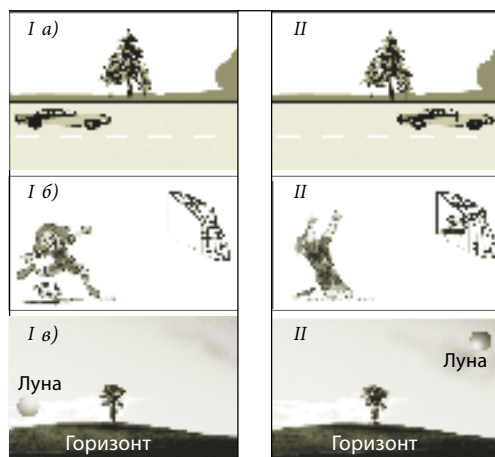 I а)
II
I б)
II
I в)
II
Луна
Луна
Горизонт
Горизонт